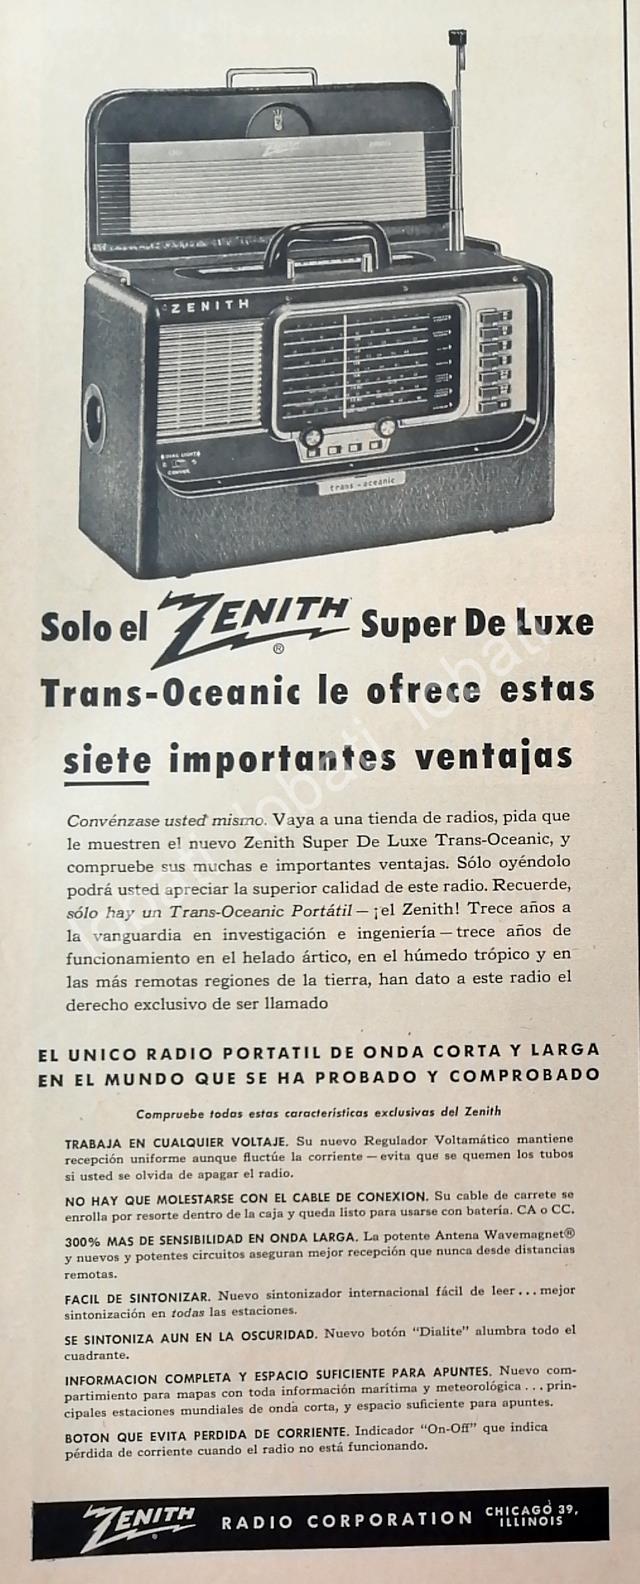 ZENITH
DIAL LIGHT
trans-oceanic
Solo el ZENITH® Super De Luxe
Trans-Oceanic le ofrece estas
siete importantes ventajas
Convénzase usted mismo. Vaya a una tienda de radios, pida que
le muestren el nuevo Zenith Super De Luxe Trans-Oceanic, y
compruebe sus muchas e importantes ventajas. Sólo oyéndolo
podrá usted apreciar la superior calidad de este radio. Recuerde,
sólo hay un Trans-Oceanic Portátil — ¡el Zenith! Trece años a
la vanguardia en investigación e ingeniería — trece años de
funcionamiento en el helado ártico, en el húmedo trópico y en
las más remotas regiones de la tierra, han dato a este radio el
derecho exclusivo de ser llamado
EL UNICO RADIO PORTATIL DE ONDA CORTA Y LARGA
EN EL MUNDO QUE SE HA PROBADO Y COMPROBADO
Compruebe todas estas características exclusivas del Zenith
TRABAJA EN CUALQUIER VOLTAJE. Su nuevo Regulador Voltamático mantiene
recepción uniforme aunque fluctúe la corriente — evita que se quemen los tubos
si usted se olvida de apagar el radio.
NO HAY QUE MOLESTARSE CON EL CABLE DE CONEXION. Su cable de carrete se
enrolla por resorte dentro de la caja y queda listo para usarse con batería. CA o CC.
300% MAS DE SENSIBILIDAD EN ONDA LARGA. La potente Antena Wavemagnet®
y nuevos y potentes circuitos aseguran mejor recepción que nunca desde distancias
remotas.
FACIL DE SINTONIZAR. Nuevo sintonizador internacional fácil de leer...mejor
sintonización en todas las estaciones.
SE SINTONIZA AUN EN LA OSCURIDAD. Nuevo botón "Dialite" alumbra todo el
cuadrante.
INFORMACION COMPLETA Y ESPACIO SUFICIENTE PARA APUNTES. Nuevo com-
partimiento para mapas con toda información marítima y meteorológica...prin-
cipales estaciones mundiales de onda corta, y espacio suficiente para apuntes.
BOTON QUE EVITA PERDIDA DE CORRIENTE. Indicador "On-Off" que indica
pérdida de corriente cuando el radio no está funcionando.
ZENITH RADIO CORPORATION CHICAGO 39,
ILLINOIS
lobati lobati lobati